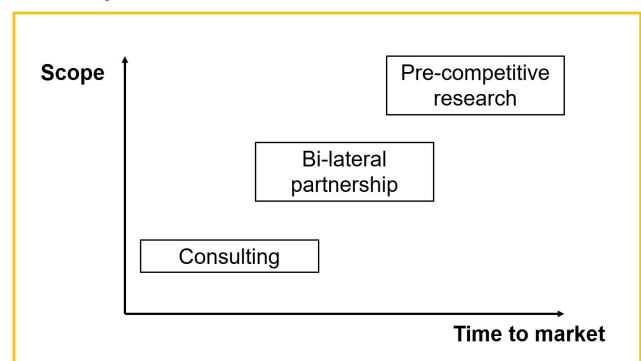 Scope
Pre-competitive
research
Bi-lateral
partnership
Consulting
Time to market